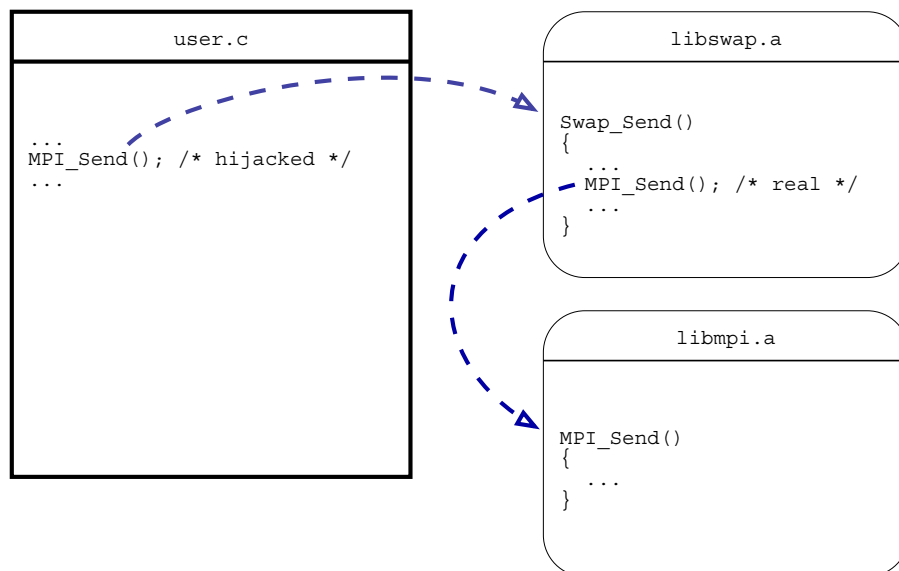 user.c
...
MPI_Send(); /* hijacked */
...
libswap.a
Swap_Send()
{
...
MPI_Send(); /* real */
...
}
libmpi.a
MPI_Send()
{
...
}